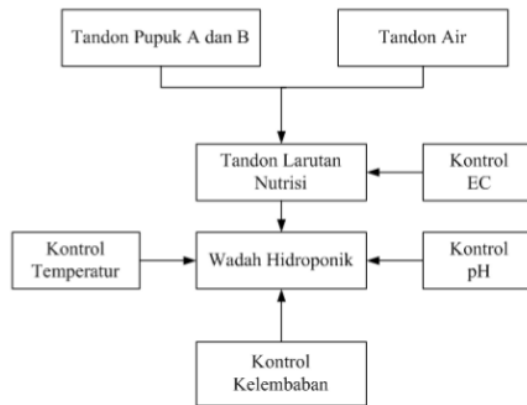 Tandon Pupuk A dan B
Tandon Air
Tandon Larutan
Nutrisi
Kontrol
EC
Kontrol
Temperatur
Wadah Hidroponik
Kontrol
pH
Kontrol
Kelembaban